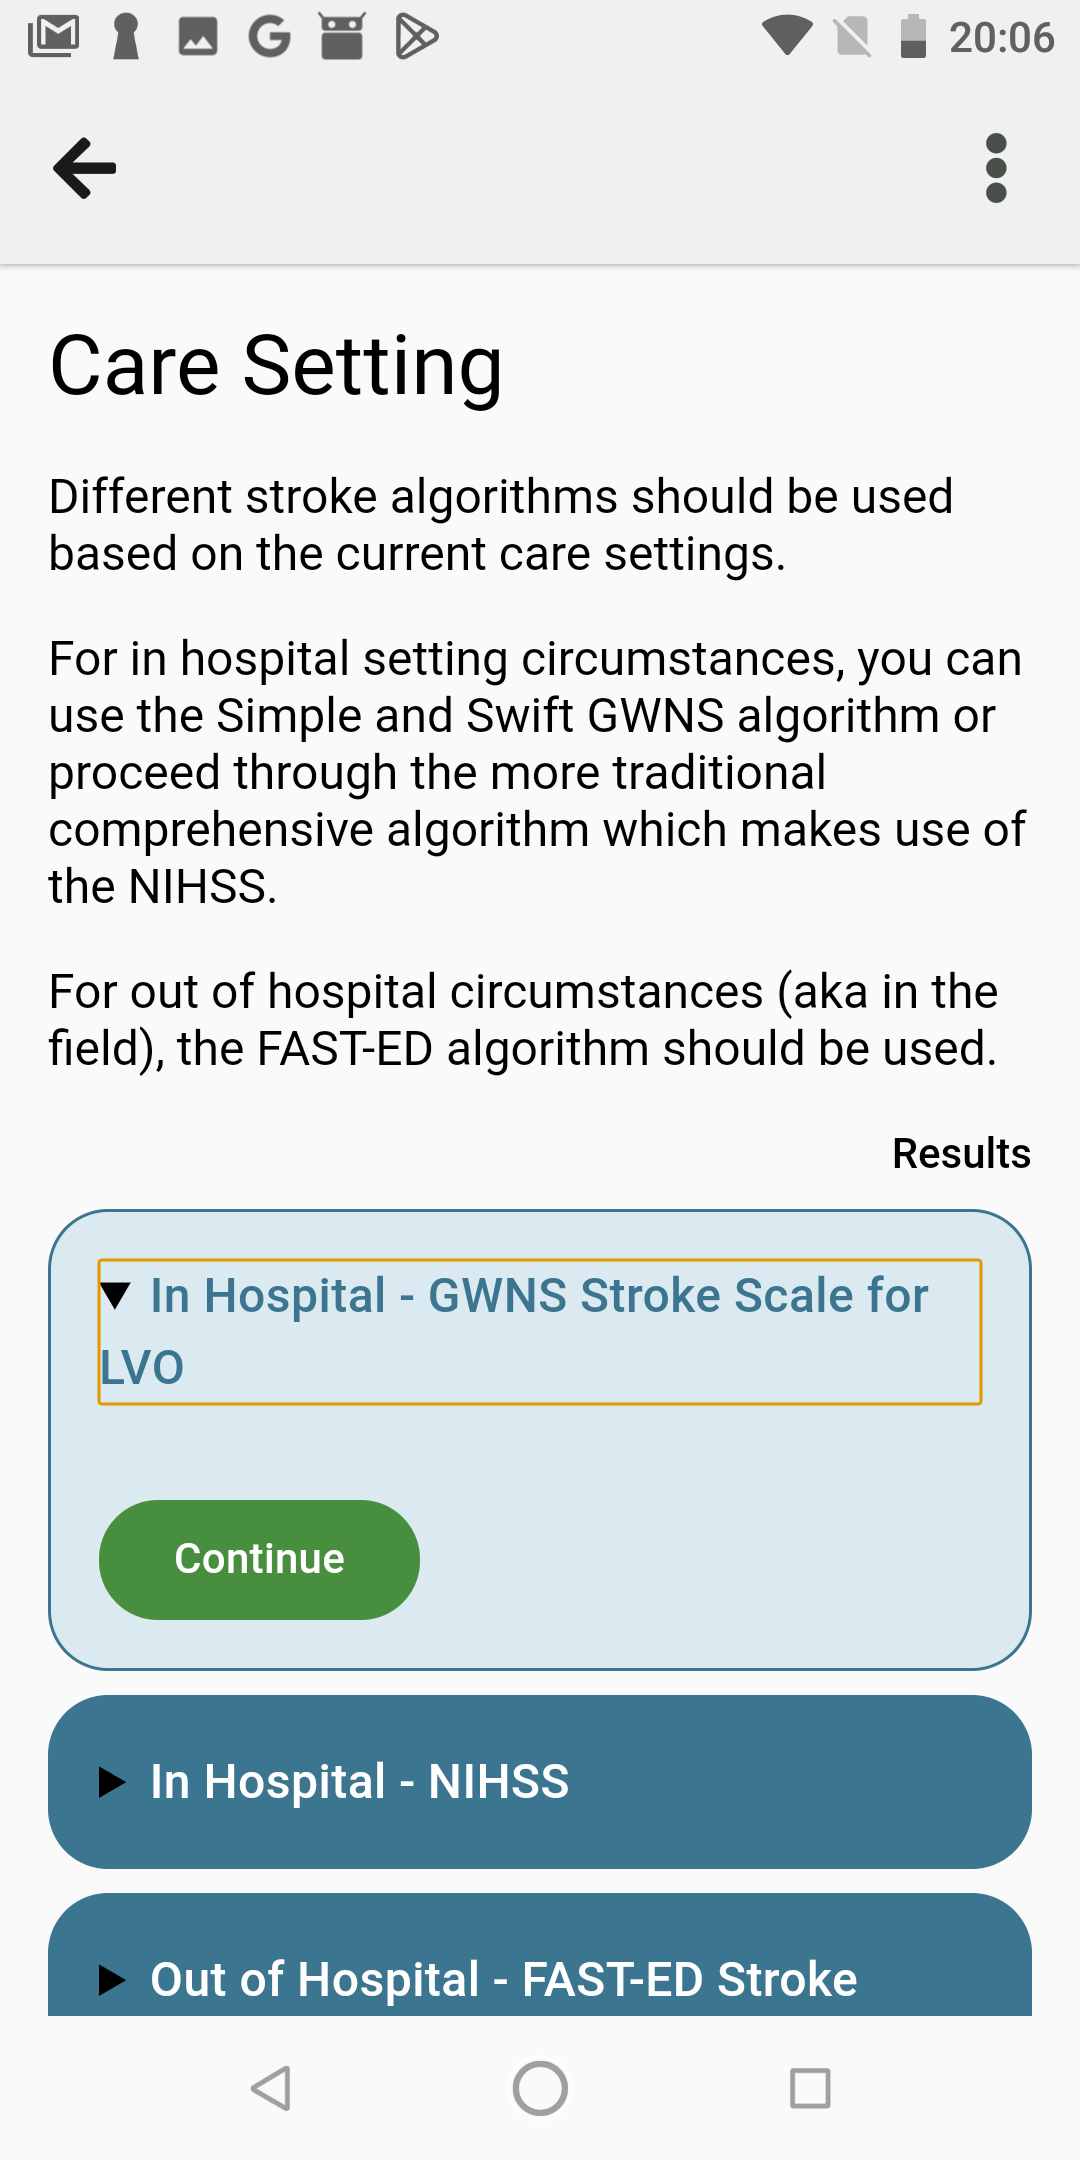 20:06
Care Setting
Different stroke algorithms should be used
based on the current care settings.
For in hospital setting circumstances, you can
use the Simple and Swift GWNS algorithm or
proceed through the more traditional
comprehensive algorithm which makes use of
the NIHSS.
For out of hospital circumstances (aka in the
field), the FAST-ED algorithm should be used.
Results
In Hospital - GWNS Stroke Scale for
LVO
Continue
In Hospital - NIHSS
Out of Hospital - FAST-ED Stroke